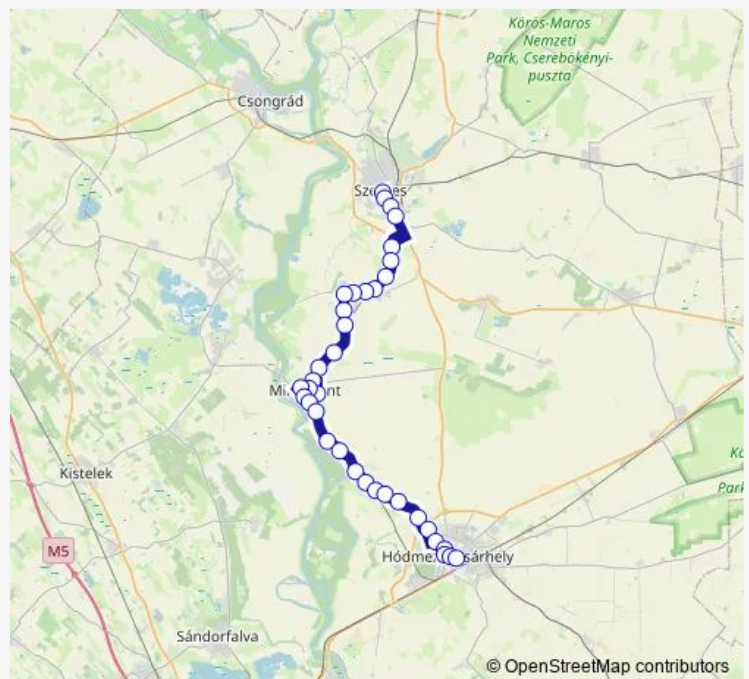 Körös-Maros
Nemzeti
Park, Cserebökényi-
puszta
Csongrád
Kistelek
M5
Sándorfalva
© OpenStreetMap contributors